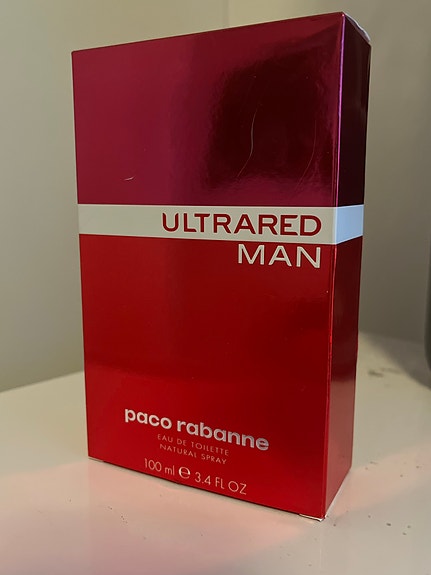 ULTRARED
MAN
paco rabanne
EAU DE TOILETTE
NATURAL SPRAY
100 ml e 3.4 FL OZ